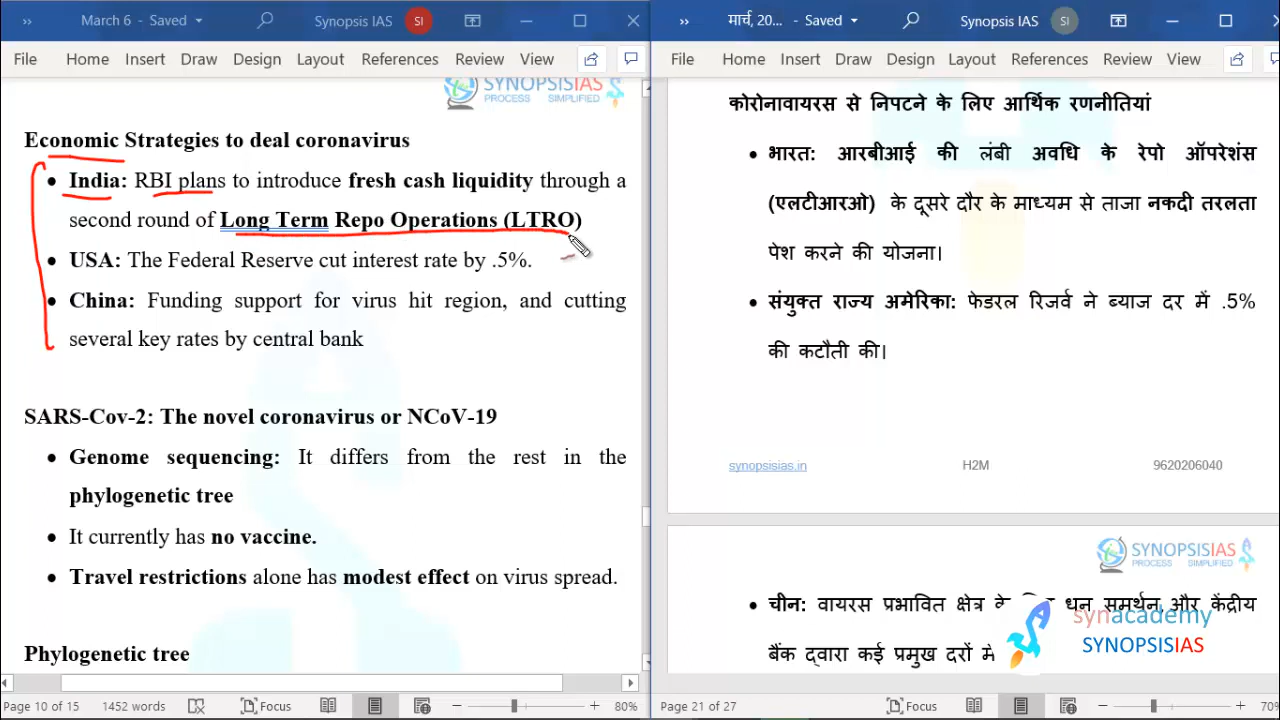 March 6 - Saved
Synopsis IAS
SI
File Home Insert Draw Design Layout References Review View
SYNOPSISIAS
PROCESS SIMPLIFIED
Economic Strategies to deal coronavirus
• India: RBI plans to introduce fresh cash liquidity through a
second round of Long Term Repo Operations (LTRO)
• USA: The Federal Reserve cut interest rate by .5%.
• China: Funding support for virus hit region, and cutting
several key rates by central bank
SARS-Cov-2: The novel coronavirus or NCoV-19
• Genome sequencing: It differs from the rest in the
phylogenetic tree
• It currently has no vaccine.
• Travel restrictions alone has modest effect on virus spread.
Phylogenetic tree
Page 10 of 15 1452 words Focus 80%
मार्च, 20... - Saved
Synopsis IAS
SI
File Home Insert Draw Design Layout References Review View
कोरोनावायरस से निपटने के लिए आर्थिक रणनीतियां
• भारत: आरबीआई की लंबी अवधि के रेपो ऑपरेशंस
(एलटीआरओ) के दूसरे दौर के माध्यम से ताजा नकदी तरलता
पेश करने की योजना।
• संयुक्त राज्य अमेरिका: फेडरल रिजर्व ने ब्याज दर में .5%
की कटौती की।
synopsisias.in H2M 9620206040
SYNOPSISIAS
PROCESS SIMPLIFIED
• चीन: वायरस प्रभावित क्षेत्र के धन समर्थन और केंद्रीय
बैंक द्वारा कई प्रमुख दरों में
synacademy
SYNOPSISIAS
Page 21 of 27 Focus 70%